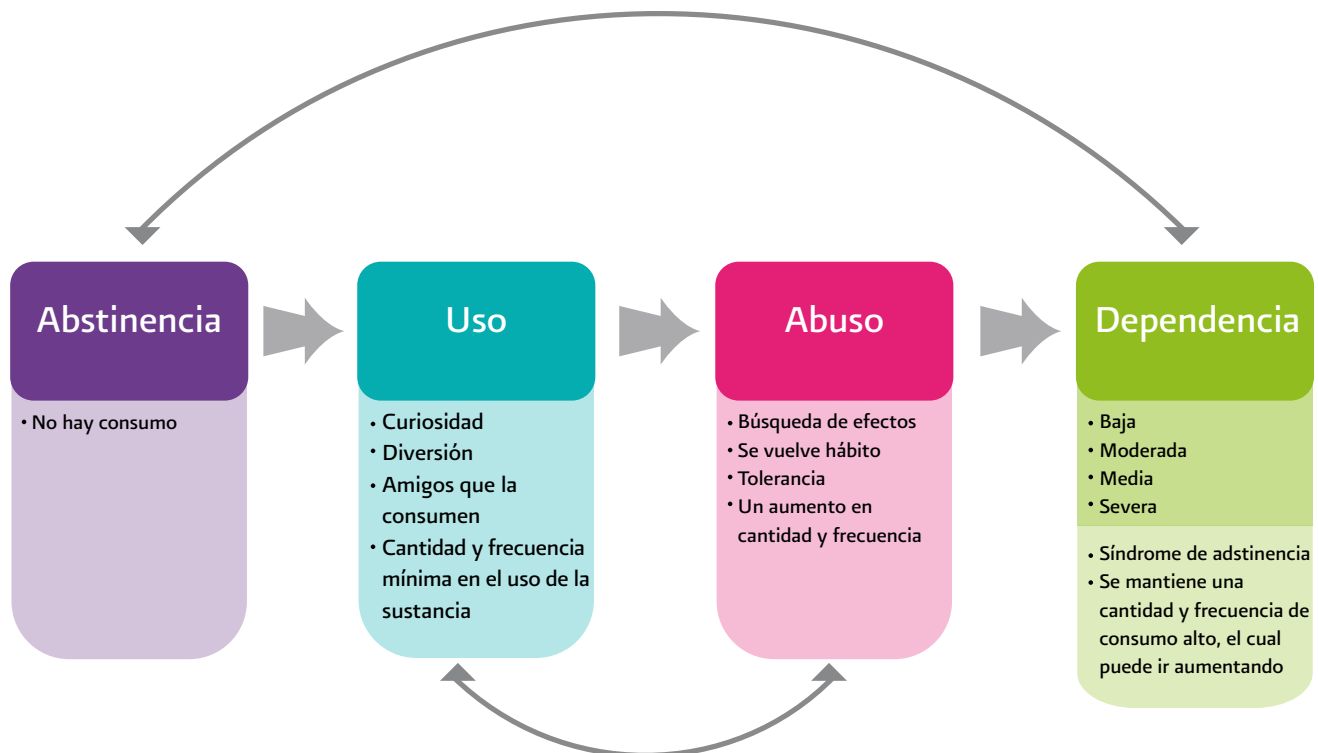 Abstinencia
• No hay consumo
Uso
• Curiosidad
• Diversión
• Amigos que la
consumen
• Cantidad y frecuencia
mínima en el uso de la
sustancia
Abuso
• Búsqueda de efectos
• Se vuelve hábito
• Tolerancia
• Un aumento en
cantidad y frecuencia
Dependencia
• Baja
• Moderada
• Media
• Severa
• Síndrome de adstinencia
• Se mantiene una
cantidad y frecuencia de
consumo alto, el cual
puede ir aumentando